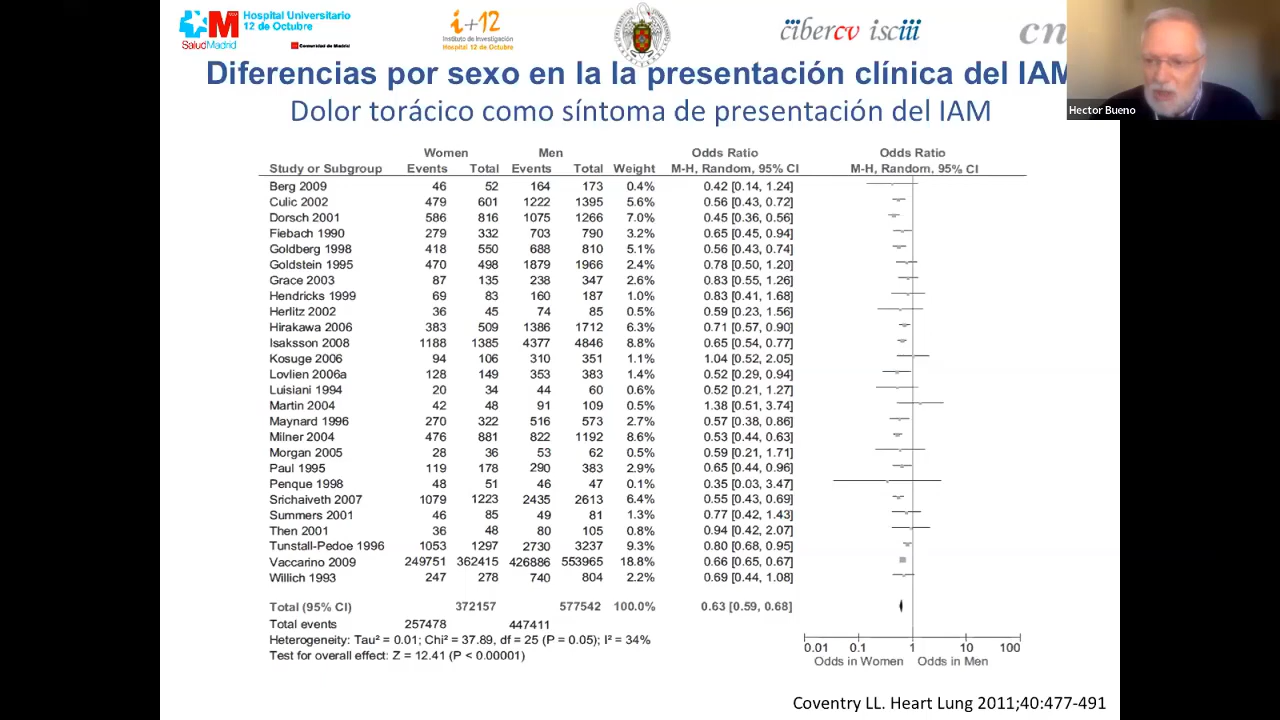 Hospital Universitario
12 de Octubre
SaludMadrid
Comunidad de Madrid
i+12
Instituto de Investigación
Hospital 12 de Octubre
cibercv isciii
cn
Diferencias por sexo en la la presentación clínica del IAM
Hector Bueno
Dolor torácico como síntoma de presentación del IAM
Women Men Odds Ratio Odds Ratio
Study or Subgroup Events Total Events Total Weight M-H, Random, 95% CI M-H, Random, 95% CI
Berg 2009 46 52 164 173 0.4% 0.42 [0.14, 1.24]
Culic 2002 479 601 1222 1395 5.6% 0.56 [0.43, 0.72]
Dorsch 2001 586 816 1075 1266 7.0% 0.45 [0.36, 0.56]
Fiebach 1990 279 332 703 790 3.2% 0.65 [0.45, 0.94]
Goldberg 1998 418 550 688 810 5.1% 0.56 [0.43, 0.74]
Goldstein 1995 470 498 1879 1966 2.4% 0.78 [0.50, 1.20]
Grace 2003 87 135 238 347 2.6% 0.83 [0.55, 1.26]
Hendricks 1999 69 83 160 187 1.0% 0.83 [0.41, 1.68]
Herlitz 2002 36 45 74 85 0.5% 0.59 [0.23, 1.56]
Hirakawa 2006 383 509 1386 1712 6.3% 0.71 [0.57, 0.90]
Isaksson 2008 1188 1385 4377 4846 8.8% 0.65 [0.54, 0.77]
Kosuge 2006 94 106 310 351 1.1% 1.04 [0.52, 2.05]
Lovlien 2006a 128 149 353 383 1.4% 0.52 [0.29, 0.94]
Luisiani 1994 20 34 44 60 0.6% 0.52 [0.21, 1.27]
Martin 2004 42 48 91 109 0.5% 1.38 [0.51, 3.74]
Maynard 1996 270 322 516 573 2.7% 0.57 [0.38, 0.86]
Milner 2004 476 881 822 1192 8.6% 0.53 [0.44, 0.63]
Morgan 2005 28 36 53 62 0.5% 0.59 [0.21, 1.71]
Paul 1995 119 178 290 383 2.9% 0.65 [0.44, 0.96]
Penque 1998 48 51 46 47 0.1% 0.35 [0.03, 3.47]
Srichaiveth 2007 1079 1223 2435 2613 6.4% 0.55 [0.43, 0.69]
Summers 2001 46 85 49 81 1.3% 0.77 [0.42, 1.43]
Then 2001 36 48 80 105 0.8% 0.94 [0.42, 2.07]
Tunstall-Pedoe 1996 1053 1297 2730 3237 9.3% 0.80 [0.68, 0.95]
Vaccarino 2009 249751 362415 426886 553965 18.8% 0.66 [0.65, 0.67]
Willich 1993 247 278 740 804 2.2% 0.69 [0.44, 1.08]
Total (95% CI) 372157 577542 100.0% 0.63 [0.59, 0.68]
Total events 257478 447411
Heterogeneity: Tau² = 0.01; Chi² = 37.89, df = 25 (P = 0.05); I² = 34%
Test for overall effect: Z = 12.41 (P < 0.00001)
0.01 0.1 1 10 100
Odds in Women Odds in Men
Coventry LL. Heart Lung 2011;40:477-491